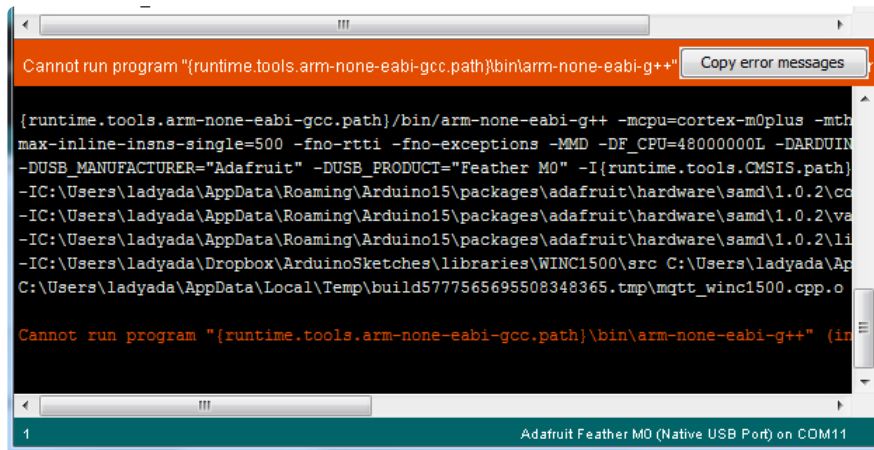 Cannot run program "{runtime.tools.arm-none-eabi-gcc.path}\bin\arm-none-eabi-g++"
Copy error messages
{runtime.tools.arm-none-eabi-gcc.path}/bin/arm-none-eabi-g++ -mcpu=cortex-m0plus -mth
max-inline-insns-single=500 -fno-rtti -fno-exceptions -MMD -DF_CPU=48000000L -DARDUIN
-DUSB_MANUFACTURER="Adafruit" -DUSB_PRODUCT="Feather M0" -I{runtime.tools.CMSIS.path}
-IC:\Users\ladyada\AppData\Roaming\Arduino15\packages\adafruit\hardware\samd\1.0.2\co
-IC:\Users\ladyada\AppData\Roaming\Arduino15\packages\adafruit\hardware\samd\1.0.2\va
-IC:\Users\ladyada\AppData\Roaming\Arduino15\packages\adafruit\hardware\samd\1.0.2\li
-IC:\Users\ladyada\Dropbox\ArduinoSketches\libraries\WINC1500\src C:\Users\ladyada\Ap
C:\Users\ladyada\AppData\Local\Temp\build5777565695508348365.tmp\mqtt_winc1500.cpp.o
Cannot run program "{runtime.tools.arm-none-eabi-gcc.path}\bin\arm-none-eabi-g++" (in
1
Adafruit Feather M0 (Native USB Port) on COM11